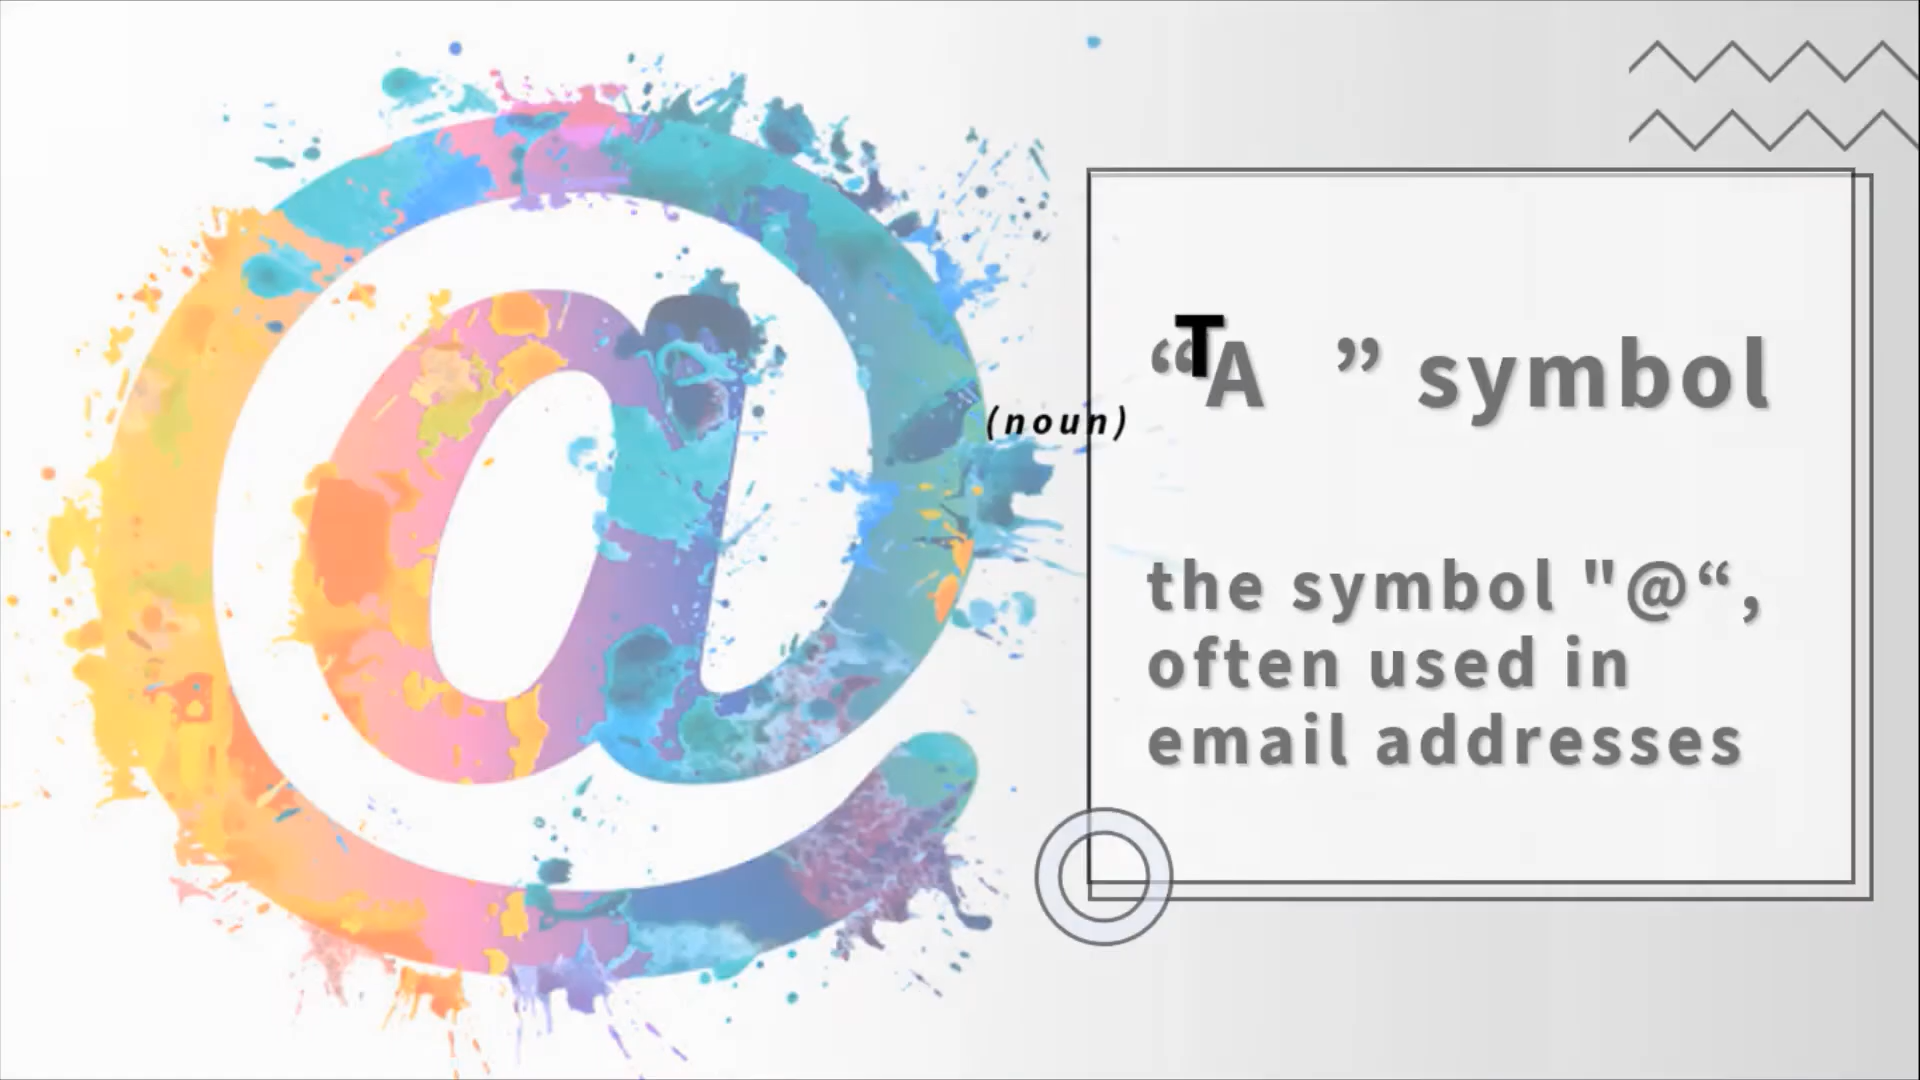 “TA ” symbol
(noun)
the symbol "@“,
often used in
email addresses